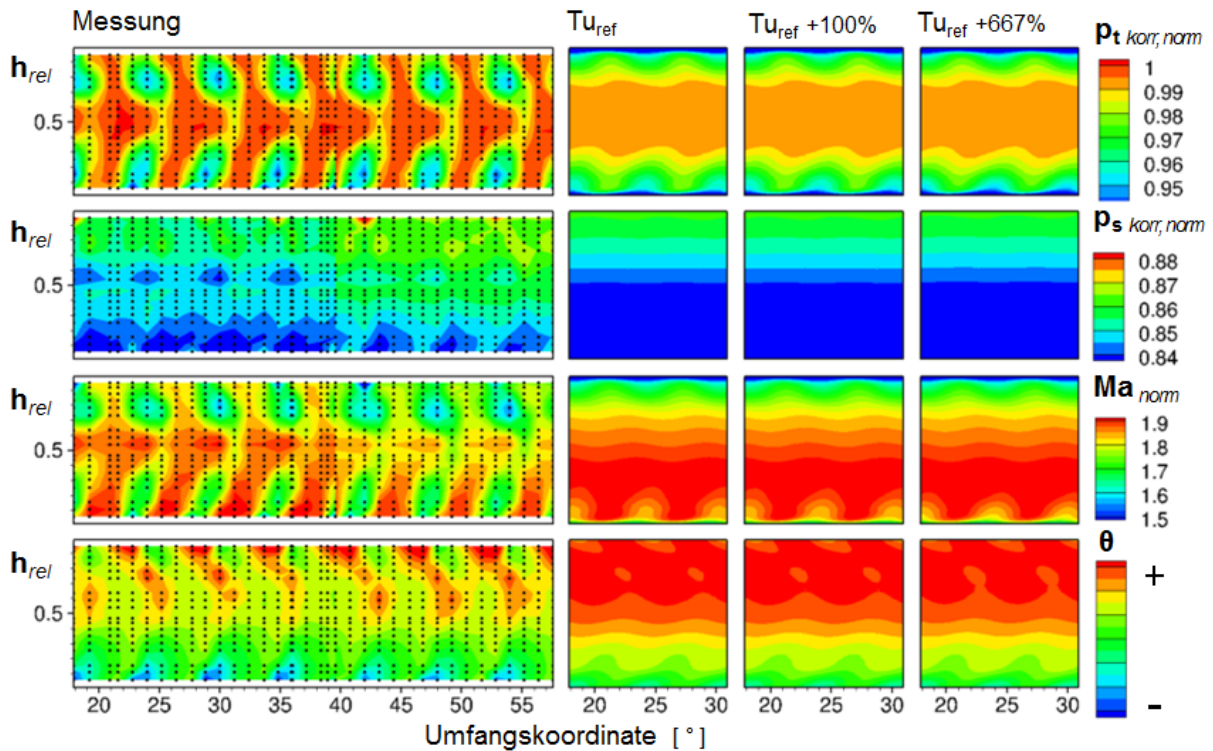 Messung Tu_ref Tu_ref +100% Tu_ref +667%
h_rel
0.5
p_t korr,norm
1
0.99
0.98
0.97
0.96
0.95
h_rel
0.5
p_s korr,norm
0.88
0.87
0.86
0.85
0.84
h_rel
0.5
Ma norm
1.9
1.8
1.7
1.6
1.5
h_rel
0.5
θ
+
-
20 25 30 35 40 45 50 55 20 25 30 20 25 30 20 25 30
Umfangskoordinate [ ° ]